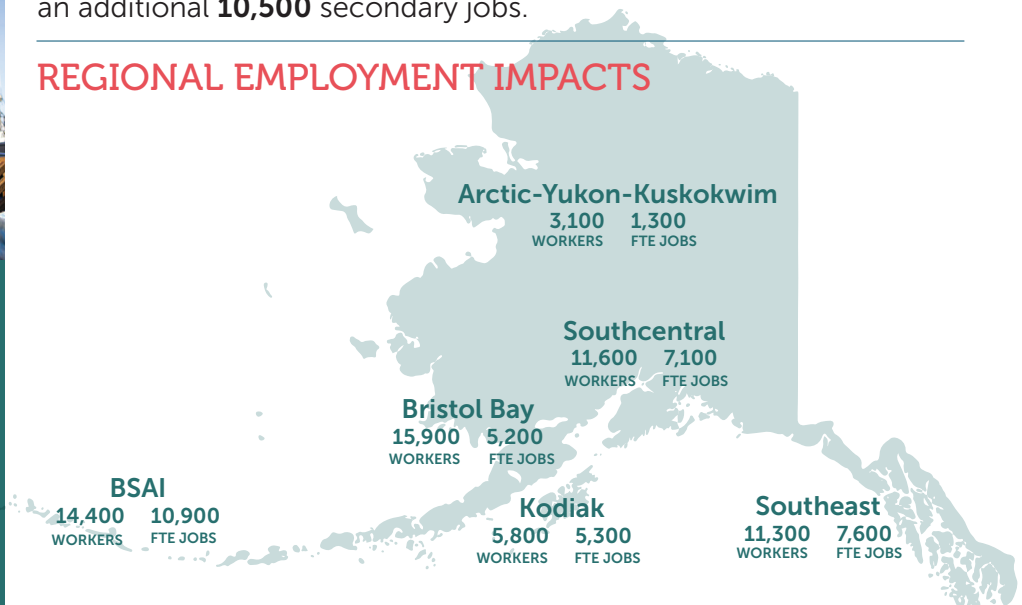 an additional 10,500 secondary jobs.
REGIONAL EMPLOYMENT IMPACTS
Arctic-Yukon-Kuskokwim
3,100 1,300
WORKERS FTE JOBS
Southcentral
11,600 7,100
WORKERS FTE JOBS
Bristol Bay
15,900 5,200
WORKERS FTE JOBS
BSAI
14,400 10,900
WORKERS FTE JOBS
Kodiak
5,800 5,300
WORKERS FTE JOBS
Southeast
11,300 7,600
WORKERS FTE JOBS